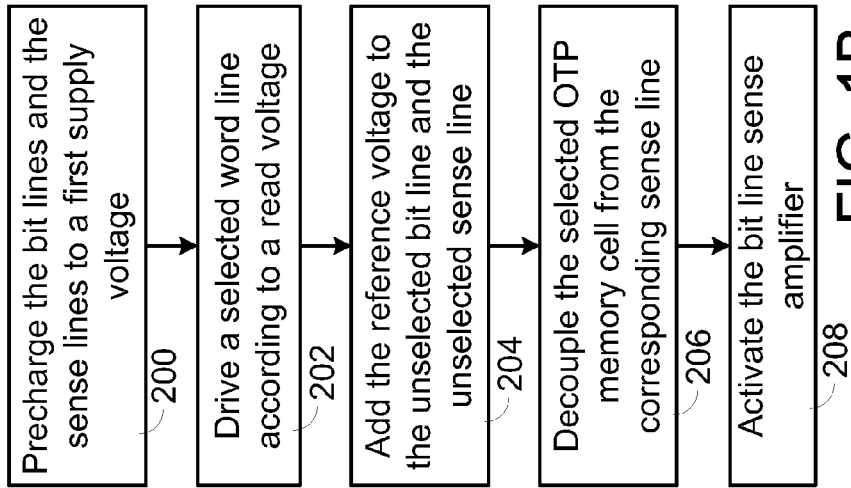 Precharge the bit lines and the
sense lines to a first supply
voltage
200
Drive a selected word line
according to a read voltage
202
Add the reference voltage to
the unselected bit line and the
unselected sense line
204
Decouple the selected OTP
memory cell from the
corresponding sense line
206
Activate the bit line sense
amplifier
208
FIG